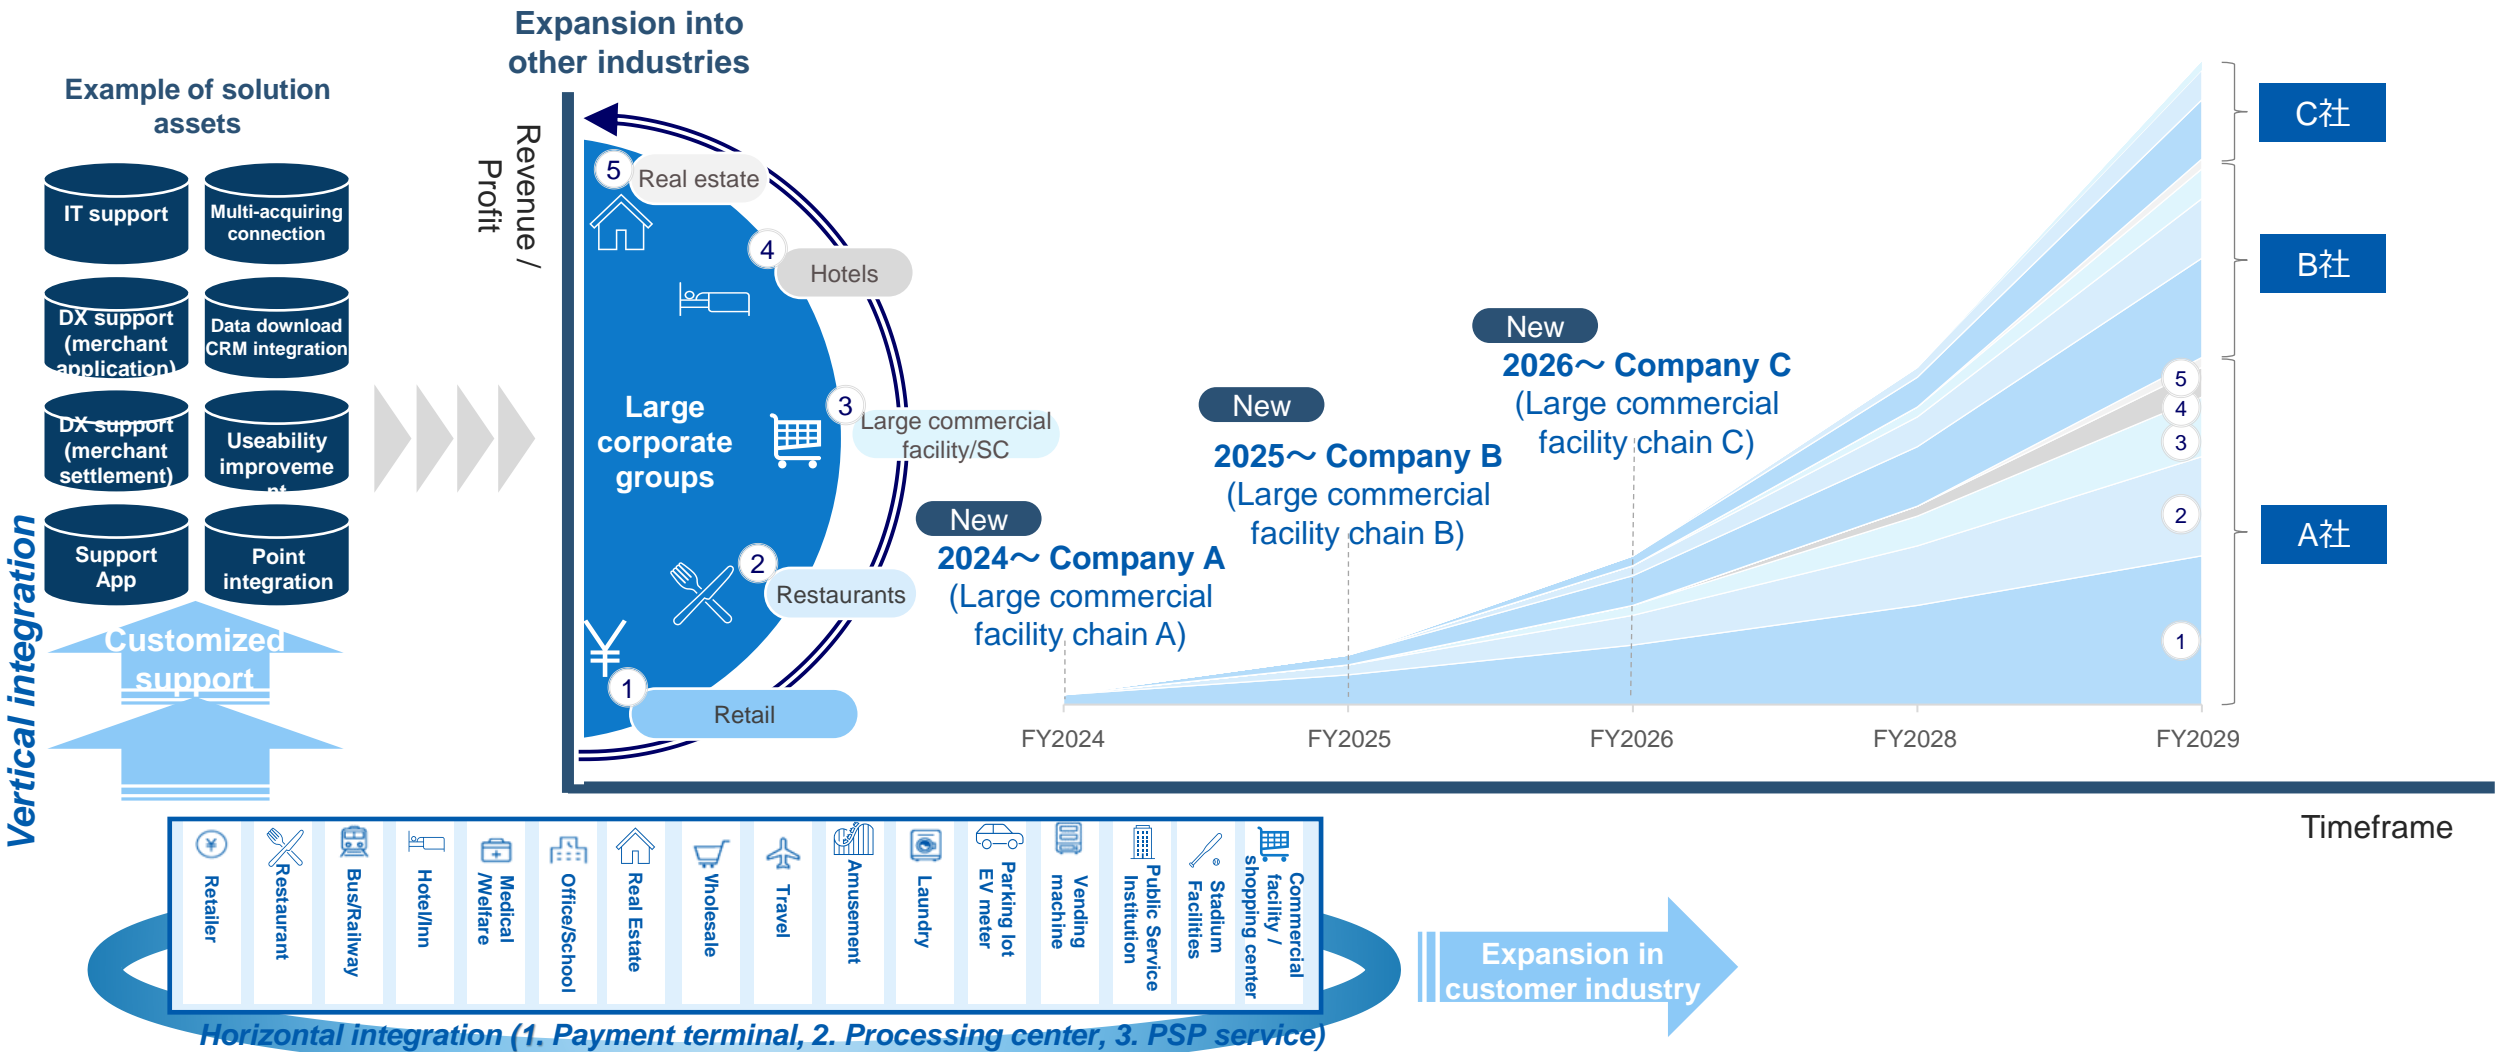 Expansion into
other industries
Example of solution
assets
IT support
Multi-acquiring
connection
DX support
(merchant
application)
Data download
CRM integration
DX support
(merchant
settlement)
Useability
improveme
nt
Support
App
Point
integration
Customized
support
Vertical integration
Revenue /
Profit
5
Real estate
4
Hotels
3
Large commercial
facility/SC
Large
corporate
groups
2
Restaurants
1
Retail
New
2024～ Company A
(Large commercial
facility chain A)
New
2025～ Company B
(Large commercial
facility chain B)
New
2026～ Company C
(Large commercial
facility chain C)
C社
B社
A社
5
4
3
2
1
FY2024
FY2025
FY2026
FY2028
FY2029
Timeframe
Retailer
Restaurant
Bus/Railway
Hotel/Inn
Medical
/Welfare
Office/School
Real Estate
Wholesale
Travel
Amusement
Laundry
Parking lot
EV meter
Vending
machine
Public Service
Institution
Stadium
Facilities
Commercial
facility /
shopping center
Expansion in
customer industry
Horizontal integration (1. Payment terminal, 2. Processing center, 3. PSP service)